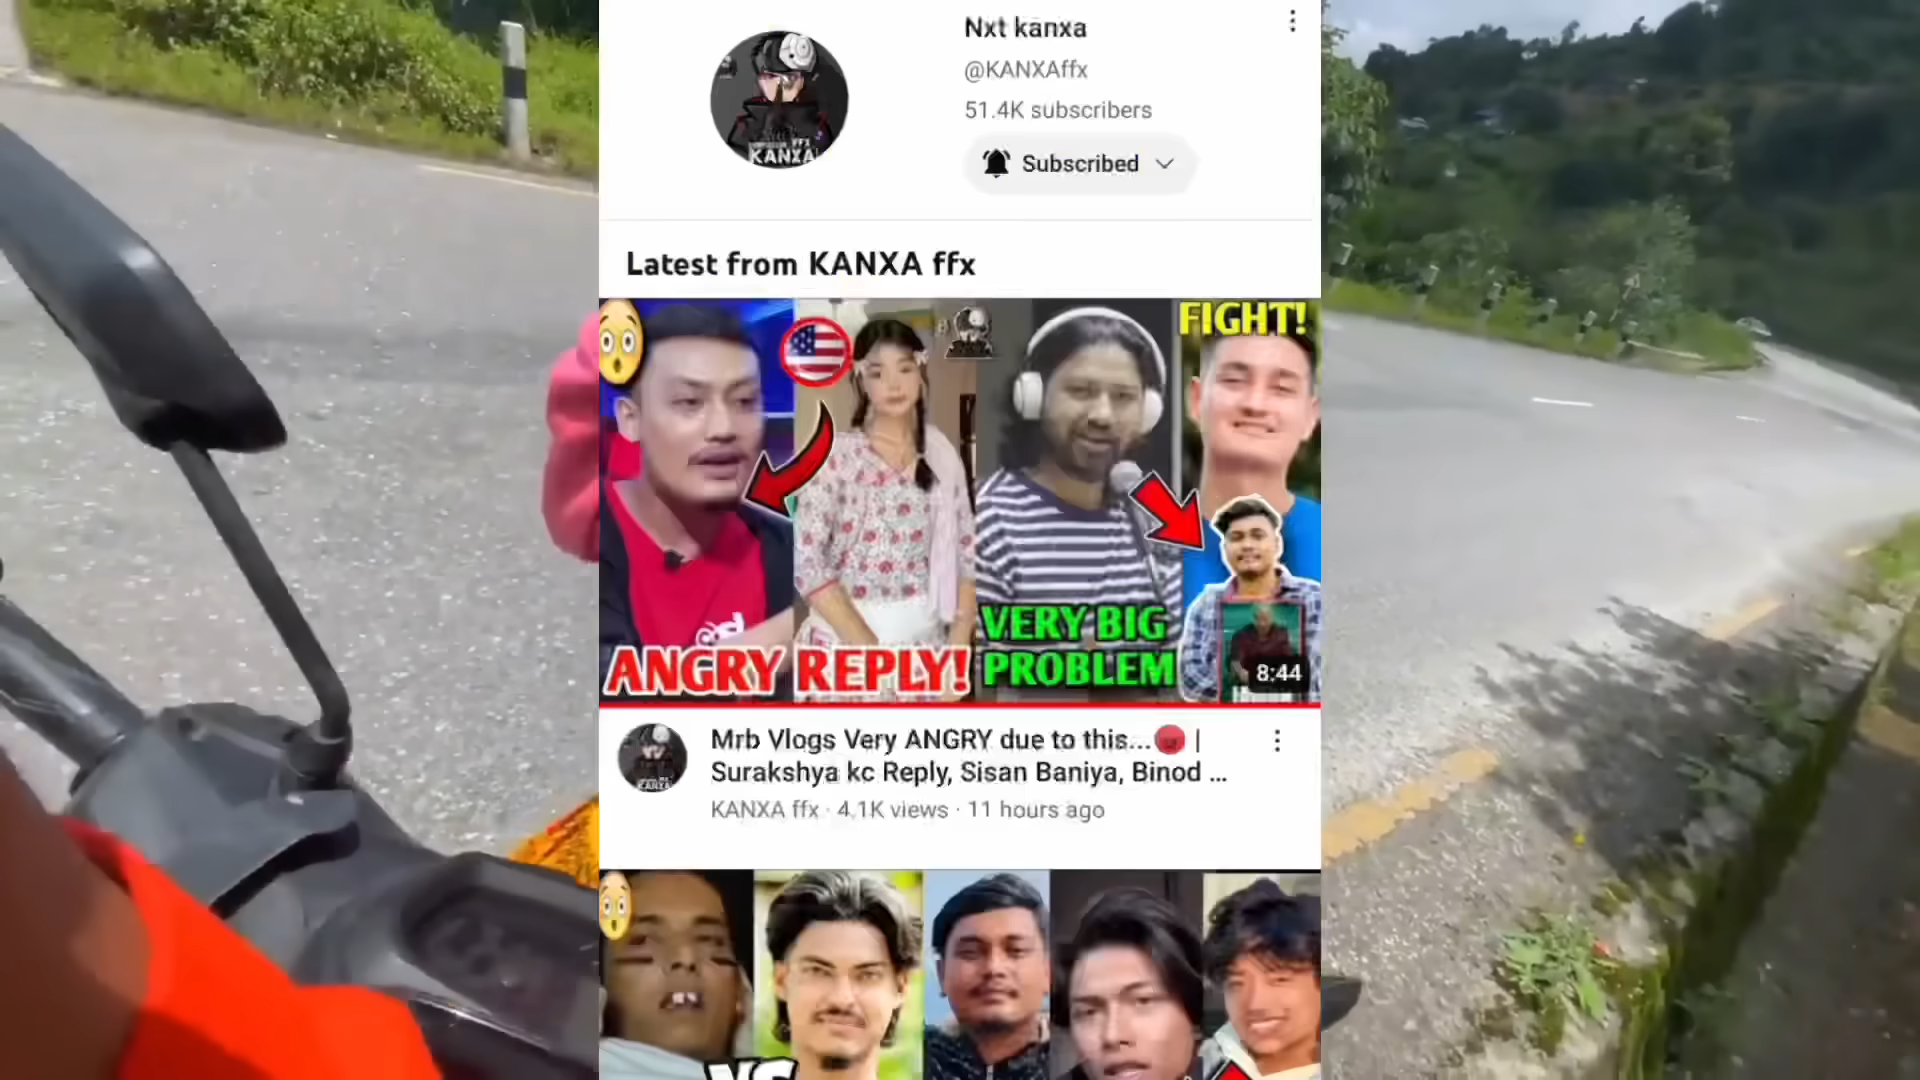 Nxt kanxa
@KANXAffx
51.4K subscribers
Subscribed
KANXA
Latest from KANXA ffx
FIGHT!
VERY BIG
PROBLEM
ANGRY REPLY!
8:44
Mrb Vlogs Very ANGRY due to this... |
Surakshya kc Reply, Sisan Baniya, Binod ...
KANXA ffx · 4.1K views · 11 hours ago
VS